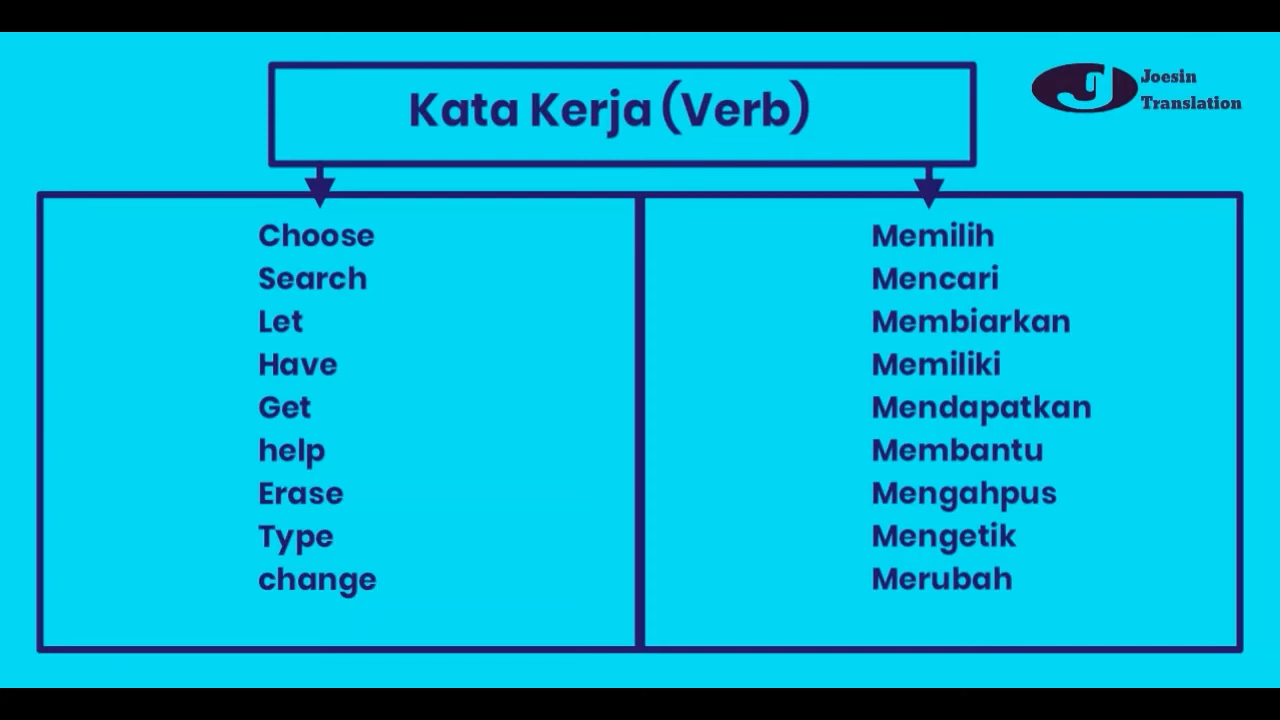 Kata Kerja (Verb)
Joesin
Translation
Choose
Search
Let
Have
Get
help
Erase
Type
change
Memilih
Mencari
Membiarkan
Memiliki
Mendapatkan
Membantu
Mengahpus
Mengetik
Merubah